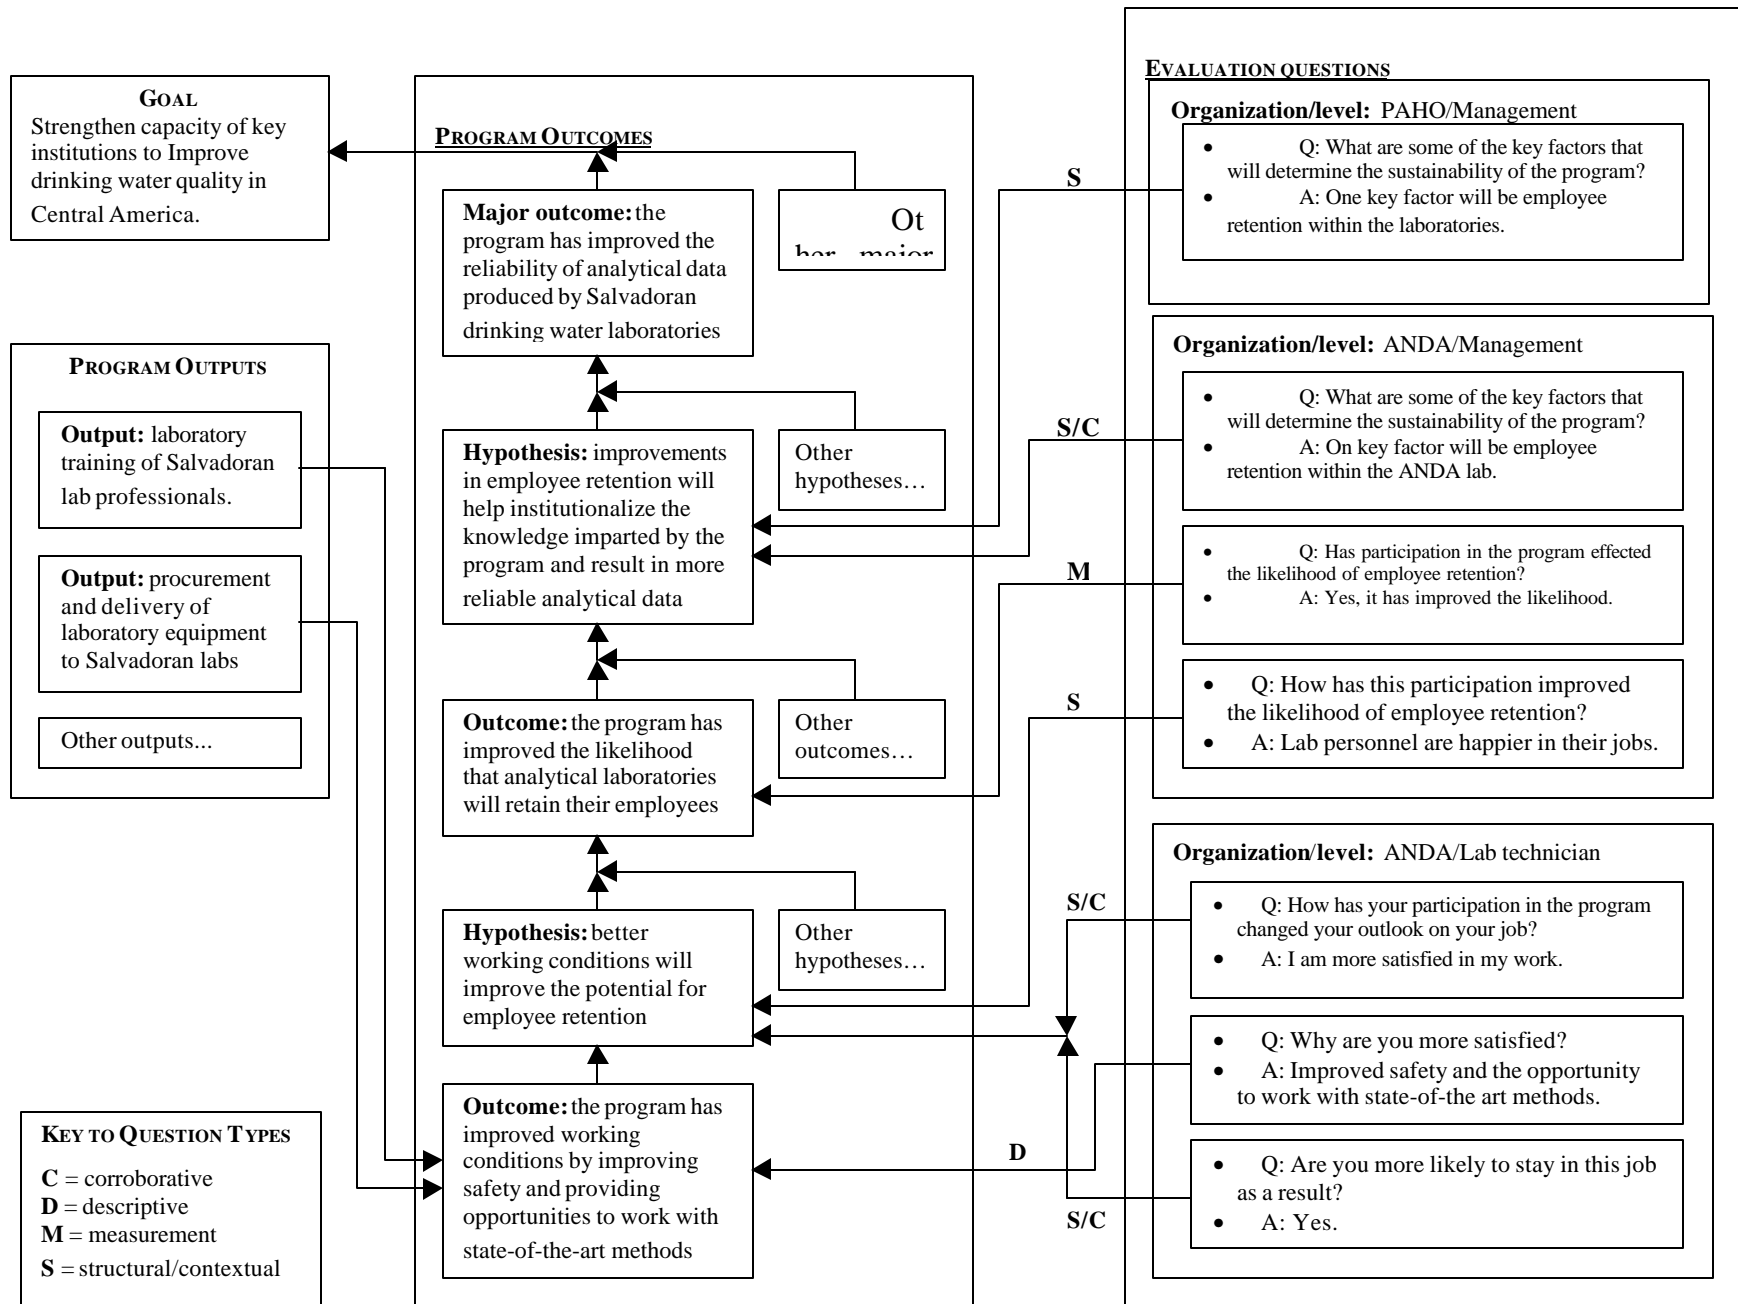 GOAL
Strengthen capacity of key
institutions to Improve
drinking water quality in
Central America.
PROGRAM OUTPUTS
Output: laboratory
training of Salvadoran
lab professionals.
Output: procurement
and delivery of
laboratory equipment
to Salvadoran labs
Other outputs...
KEY TO QUESTION TYPES
C = corroborative
D = descriptive
M = measurement
S = structural/contextual
PROGRAM OUTCOMES
Major outcome: the
program has improved the
reliability of analytical data
produced by Salvadoran
drinking water laboratories
Ot
her major
Hypothesis: improvements
in employee retention will
help institutionalize the
knowledge imparted by the
program and result in more
reliable analytical data
Other
hypotheses…
Outcome: the program has
improved the likelihood
that analytical laboratories
will retain their employees
Other
outcomes…
Hypothesis: better
working conditions will
improve the potential for
employee retention
Other
hypotheses…
Outcome: the program has
improved working
conditions by improving
safety and providing
opportunities to work with
state-of-the-art methods
S
S/C
M
S
S/C
D
S/C
EVALUATION QUESTIONS
Organization/level: PAHO/Management
• Q: What are some of the key factors that
will determine the sustainability of the program?
• A: One key factor will be employee
retention within the laboratories.
Organization/level: ANDA/Management
• Q: What are some of the key factors that
will determine the sustainability of the program?
• A: On key factor will be employee
retention within the ANDA lab.
• Q: Has participation in the program effected
the likelihood of employee retention?
• A: Yes, it has improved the likelihood.
• Q: How has this participation improved
the likelihood of employee retention?
• A: Lab personnel are happier in their jobs.
Organization/level: ANDA/Lab technician
• Q: How has your participation in the program
changed your outlook on your job?
• A: I am more satisfied in my work.
• Q: Why are you more satisfied?
• A: Improved safety and the opportunity
to work with state-of-the art methods.
• Q: Are you more likely to stay in this job
as a result?
• A: Yes.